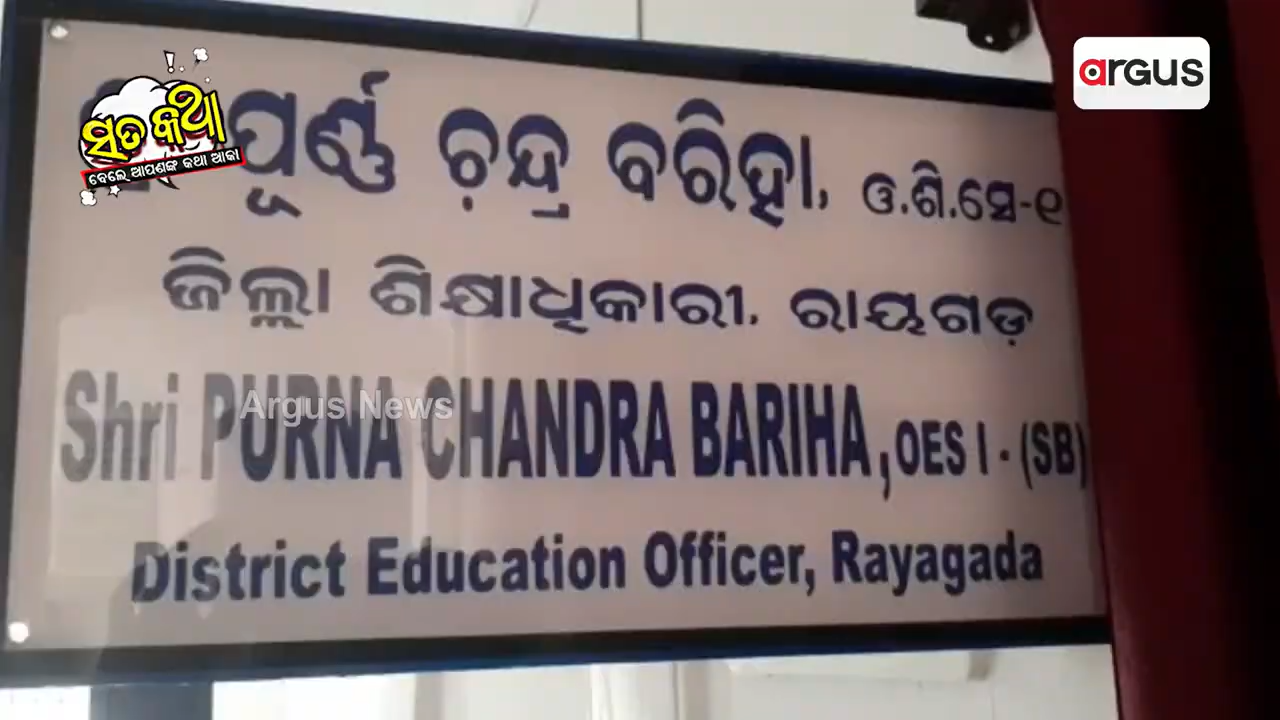 argus
ସତ କଥା
ବେଲେ ଆପଣଙ୍କ କଥା ଆକା
ପୂର୍ଣ୍ଣ ଚନ୍ଦ୍ର ବରିହା, ଓ.ଶି.ସେ-୧
ଜିଲ୍ଲା ଶିକ୍ଷାଧିକାରୀ, ରାୟଗଡ଼
Shri PURNA CHANDRA BARIHA, OES I - (SB)
Argus News
District Education Officer, Rayagada